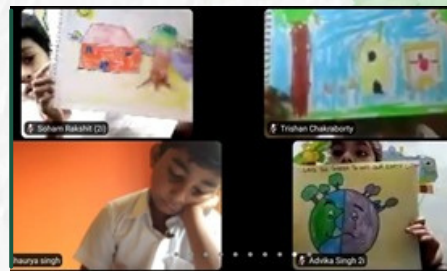 Soham Rakshit (2i)
Trishan Chakraborty
haurya singh
Advika Singh 2i